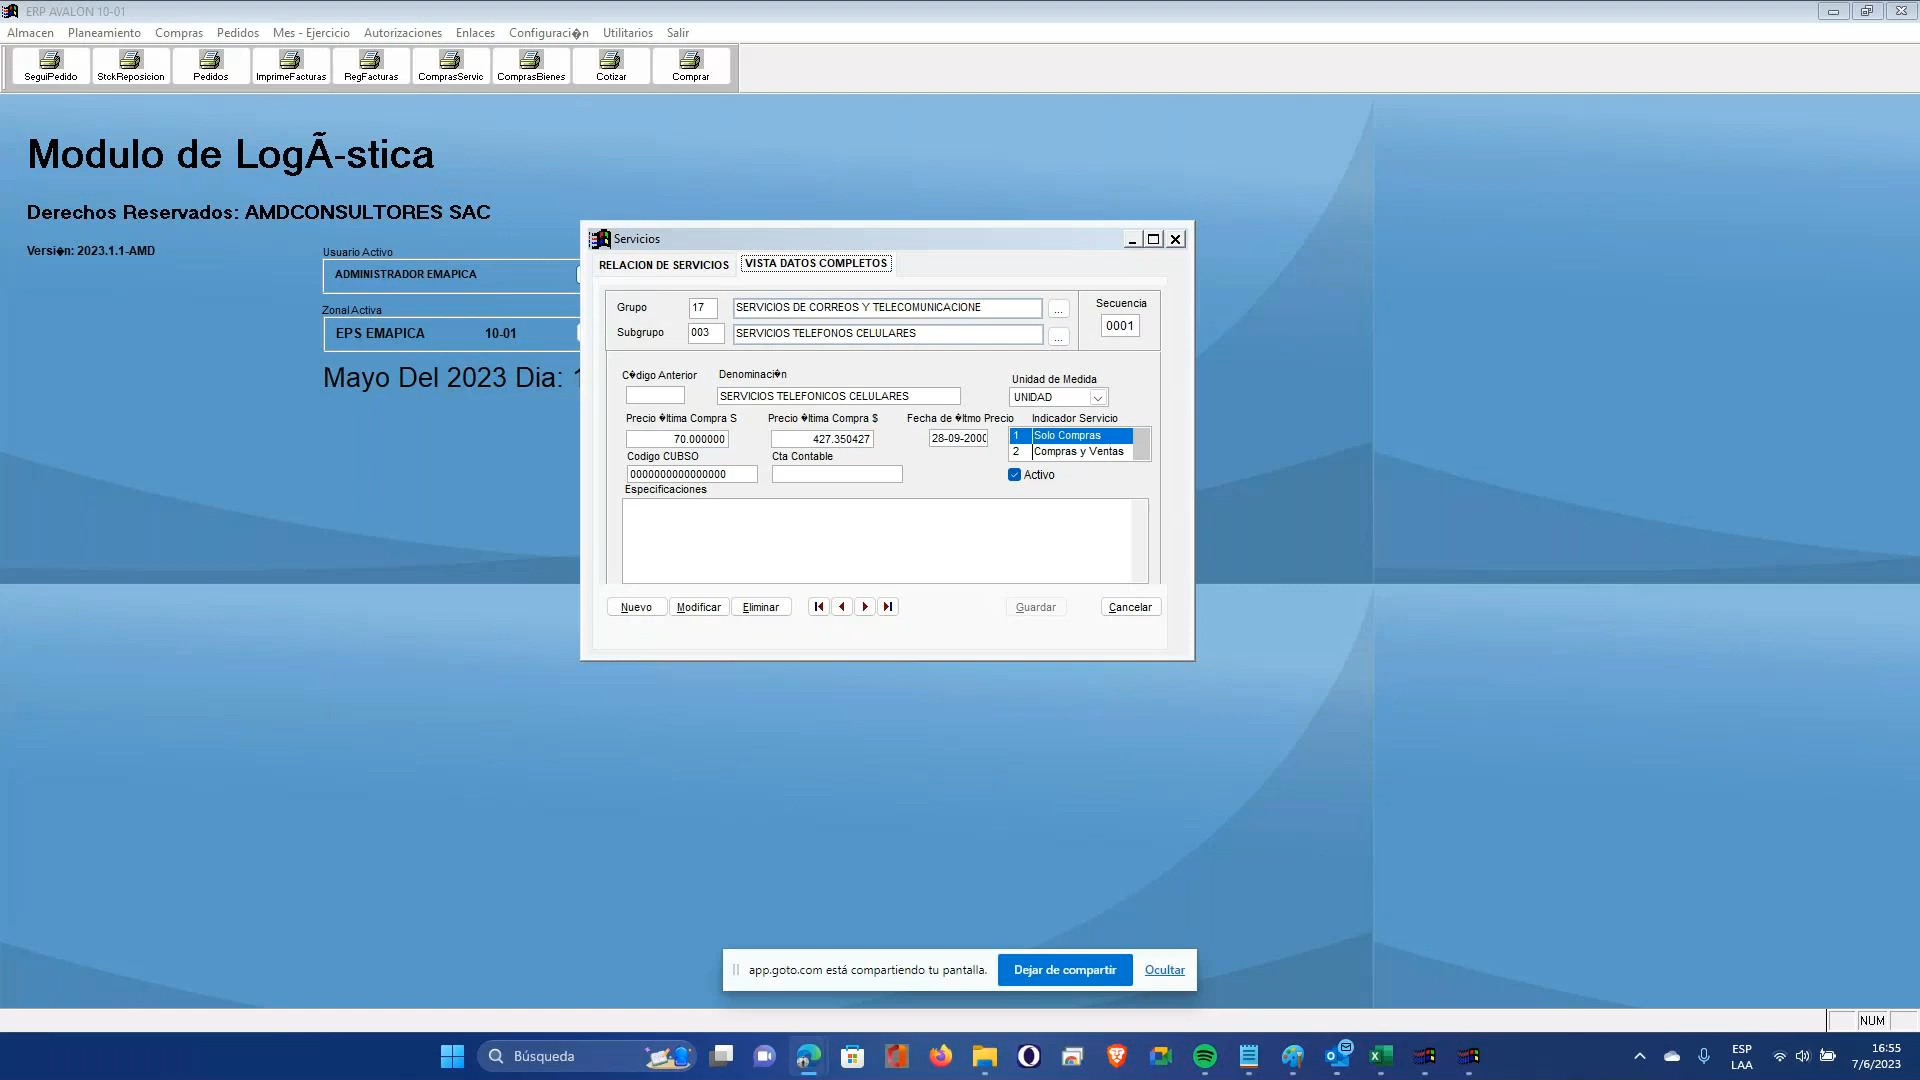 ERP AVALON 10-01
Almacen Planeamiento Compras Pedidos Mes - Ejercicio Autorizaciones Enlaces Configuraci�n Utilitarios Salir
SeguiPedido StckReposicion Pedidos ImprimeFacturas RegFacturas ComprasServic ComprasBienes Cotizar Comprar
Modulo de LogÃ-stica
Derechos Reservados: AMDCONSULTORES SAC
Versi�n: 2023.1.1-AMD
Usuario Activo
ADMINISTRADOR EMAPICA
Zonal Activa
EPS EMAPICA 10-01
Mayo Del 2023 Dia:
Servicios
RELACION DE SERVICIOS VISTA DATOS COMPLETOS
Grupo 17 SERVICIOS DE CORREOS Y TELECOMUNICACIONE ...
Secuencia
0001
Subgrupo 003 SERVICIOS TELEFONOS CELULARES ...
C�digo Anterior Denominaci�n Unidad de Medida
SERVICIOS TELEFONICOS CELULARES UNIDAD
Precio �ltima Compra S Precio �ltima Compra $ Fecha de �ltmo Precio Indicador Servicio
70.000000 427.350427 28-09-200
1 Solo Compras
2 Compras y Ventas
Codigo CUBSO Cta Contable
0000000000000000
Activo
Especificaciones
Nuevo Modificar Eliminar Guardar Cancelar
app.goto.com está compartiendo tu pantalla. Dejar de compartir Ocultar
NUM
Búsqueda
ESP
LAA
16:55
7/6/2023